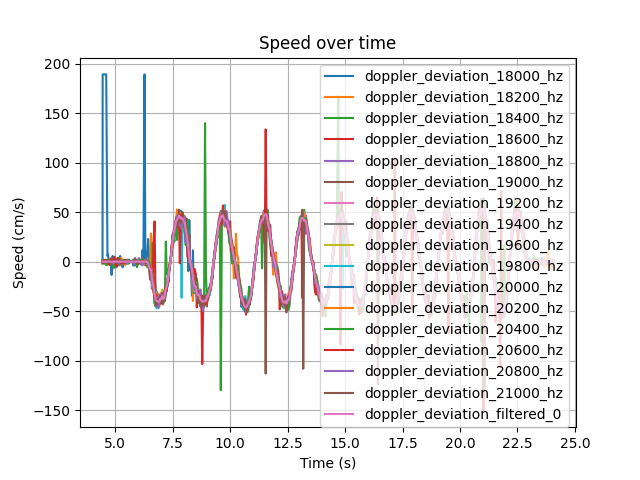 Speed over time
Speed (cm/s)
200
150
100
50
0
−50
−100
−150
doppler_deviation_18000_hz
doppler_deviation_18200_hz
doppler_deviation_18400_hz
doppler_deviation_18600_hz
doppler_deviation_18800_hz
doppler_deviation_19000_hz
doppler_deviation_19200_hz
doppler_deviation_19400_hz
doppler_deviation_19600_hz
doppler_deviation_19800_hz
doppler_deviation_20000_hz
doppler_deviation_20200_hz
doppler_deviation_20400_hz
doppler_deviation_20600_hz
doppler_deviation_20800_hz
doppler_deviation_21000_hz
doppler_deviation_filtered_0
5.0 7.5 10.0 12.5 15.0 17.5 20.0 22.5 25.0
Time (s)